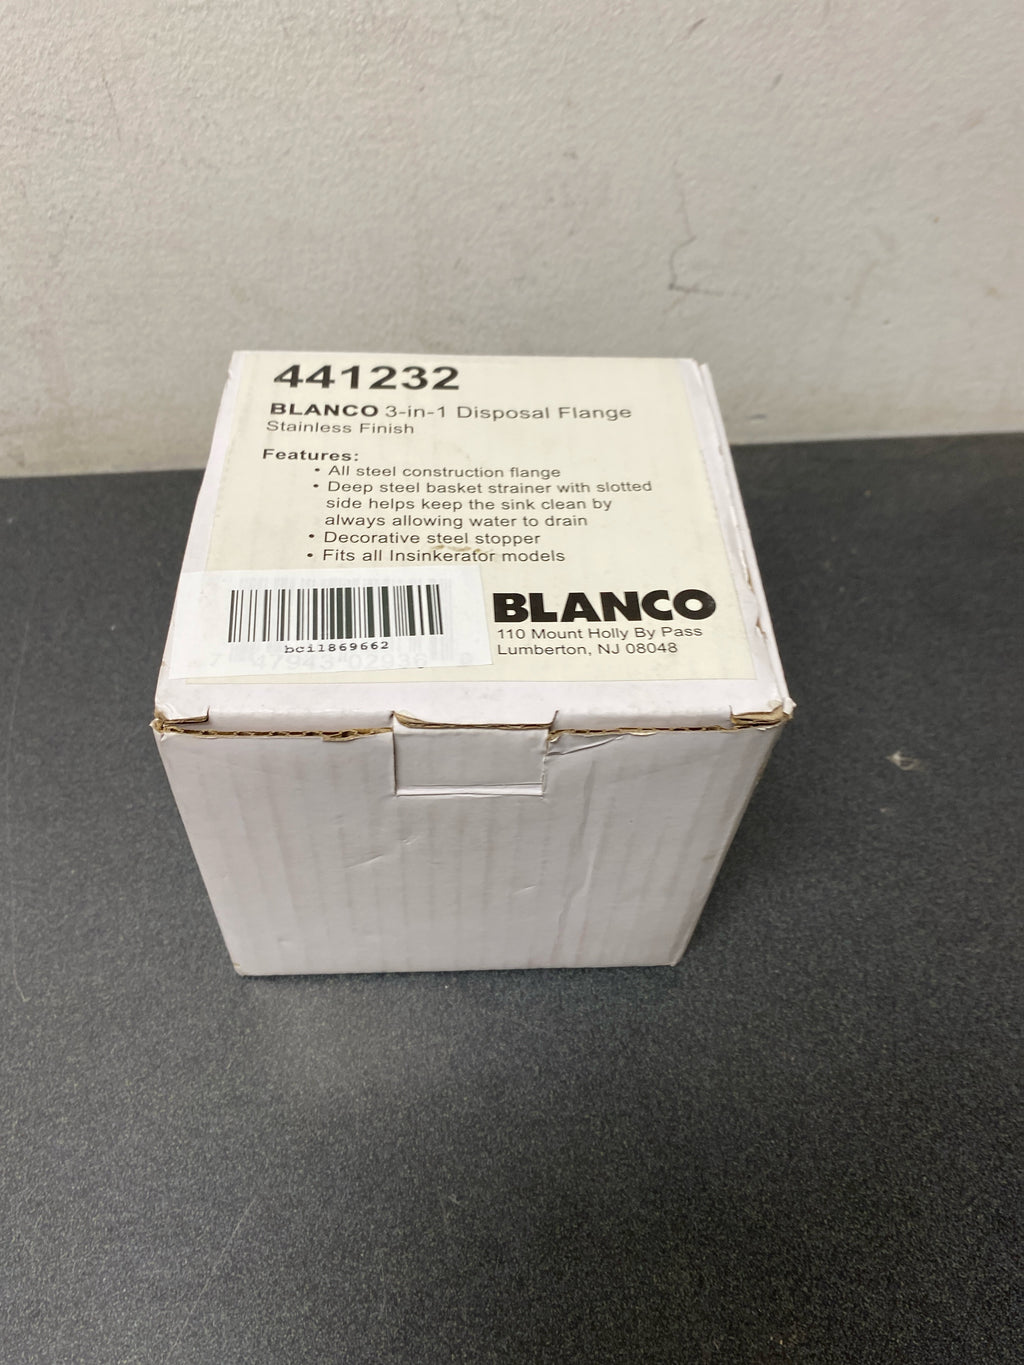 441232
BLANCO 3-in-1 Disposal Flange
Stainless Finish
Features:
• All steel construction flange
• Deep steel basket strainer with slotted
side helps keep the sink clean by
always allowing water to drain
• Decorative steel stopper
• Fits all Insinkerator models
bci1869662
BLANCO
110 Mount Holly By Pass
Lumberton, NJ 08048